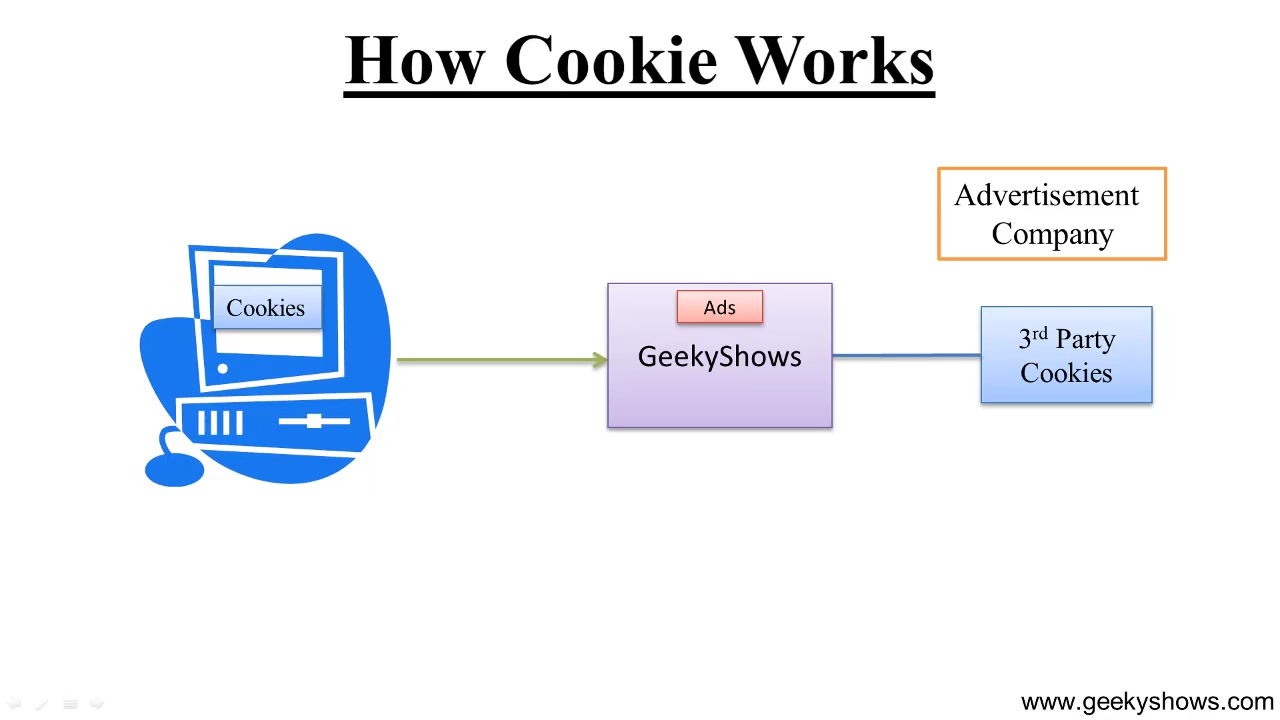 How Cookie Works
Advertisement
Company
Cookies
Ads
GeekyShows
3rd Party
Cookies
www.geekyshows.com